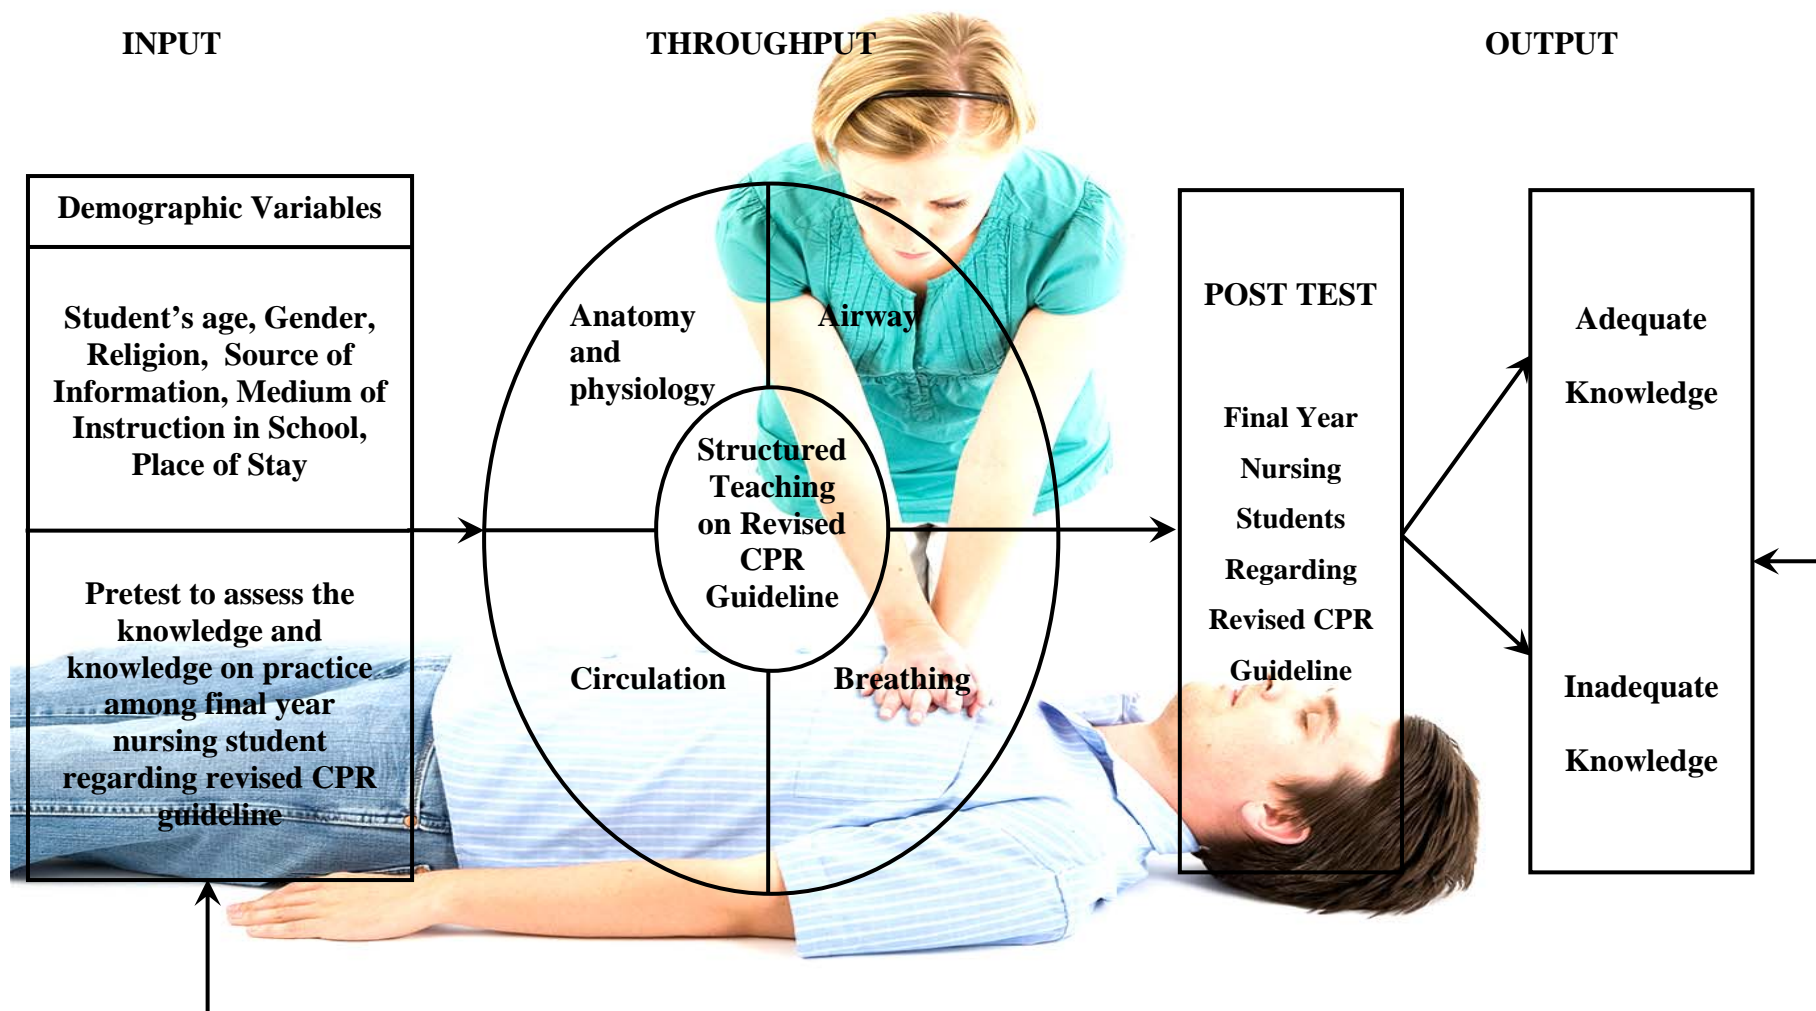 INPUT
THROUGHPUT
OUTPUT
Demographic Variables
Student’s age, Gender,
Religion, Source of
Information, Medium of
Instruction in School,
Place of Stay
Pretest to assess the
knowledge and
knowledge on practice
among final year
nursing student
regarding revised CPR
guideline
Anatomy
and
physiology
Airway
Structured
Teaching
on Revised
CPR
Guideline
Circulation
Breathing
POST TEST
Final Year
Nursing
Students
Regarding
Revised CPR
Guideline
Adequate
Knowledge
Inadequate
Knowledge